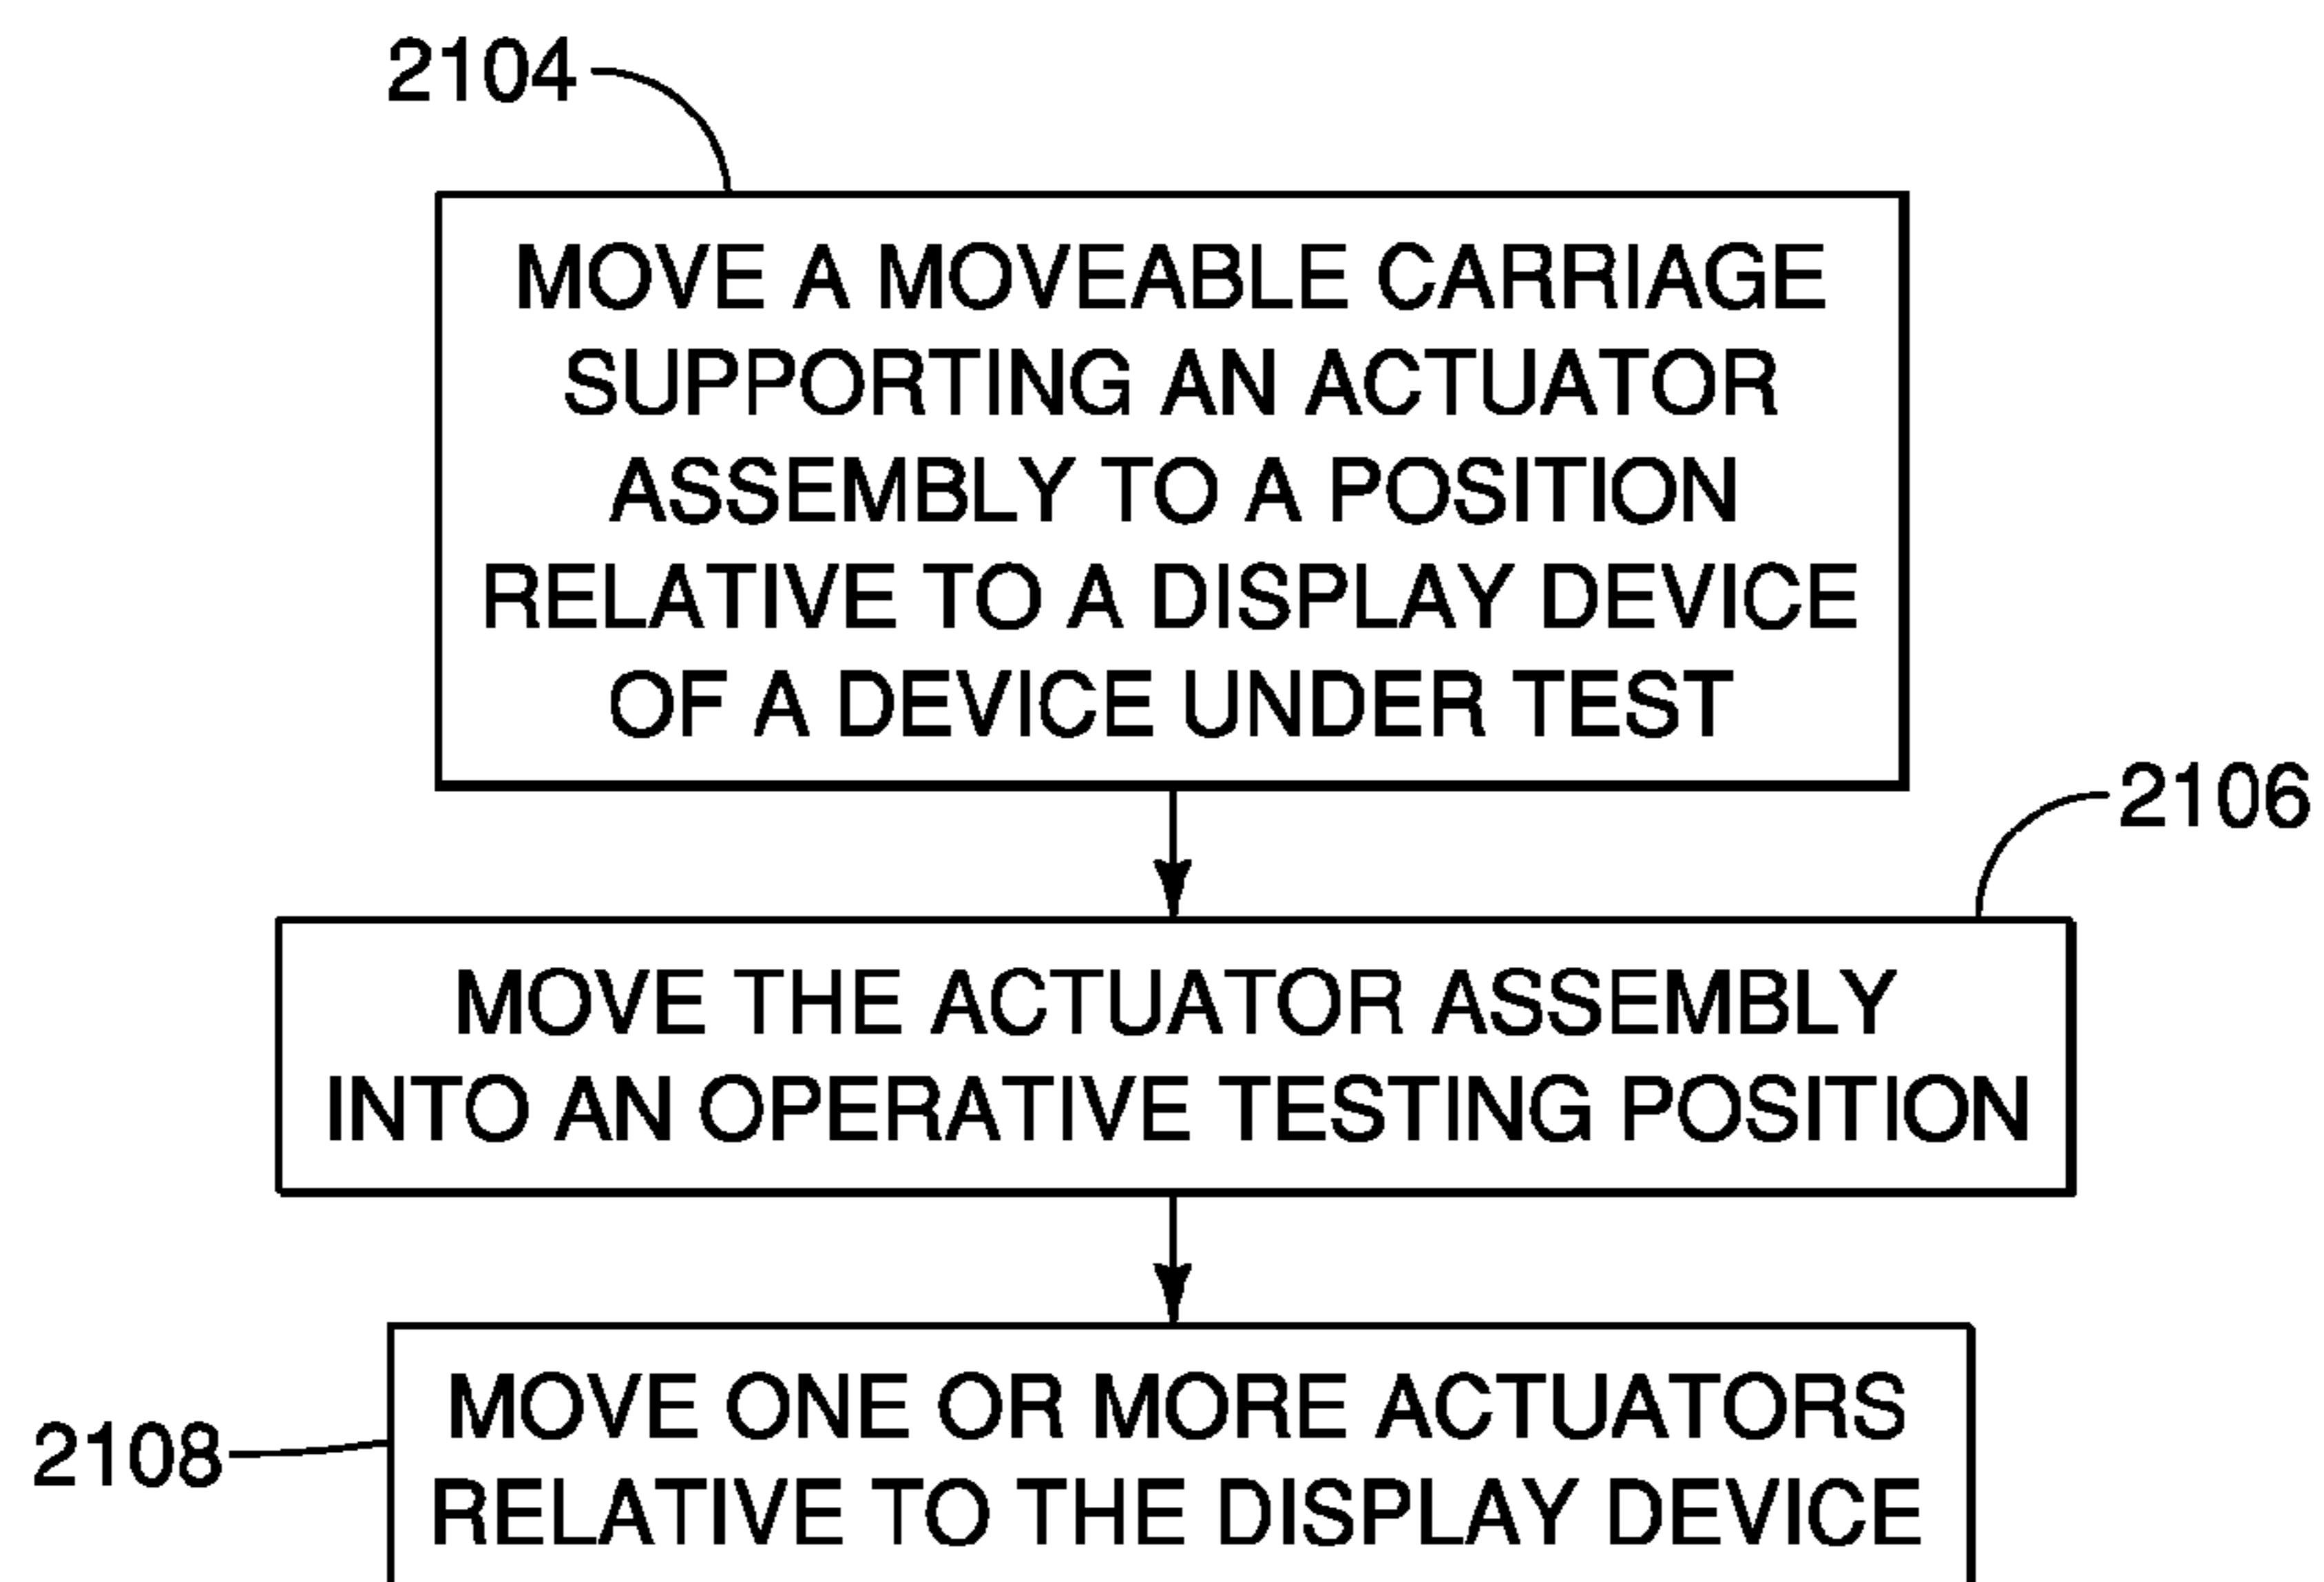 2104
MOVE A MOVEABLE CARRIAGE
SUPPORTING AN ACTUATOR
ASSEMBLY TO A POSITION
RELATIVE TO A DISPLAY DEVICE
OF A DEVICE UNDER TEST
2106
MOVE THE ACTUATOR ASSEMBLY
INTO AN OPERATIVE TESTING POSITION
2108
MOVE ONE OR MORE ACTUATORS
RELATIVE TO THE DISPLAY DEVICE